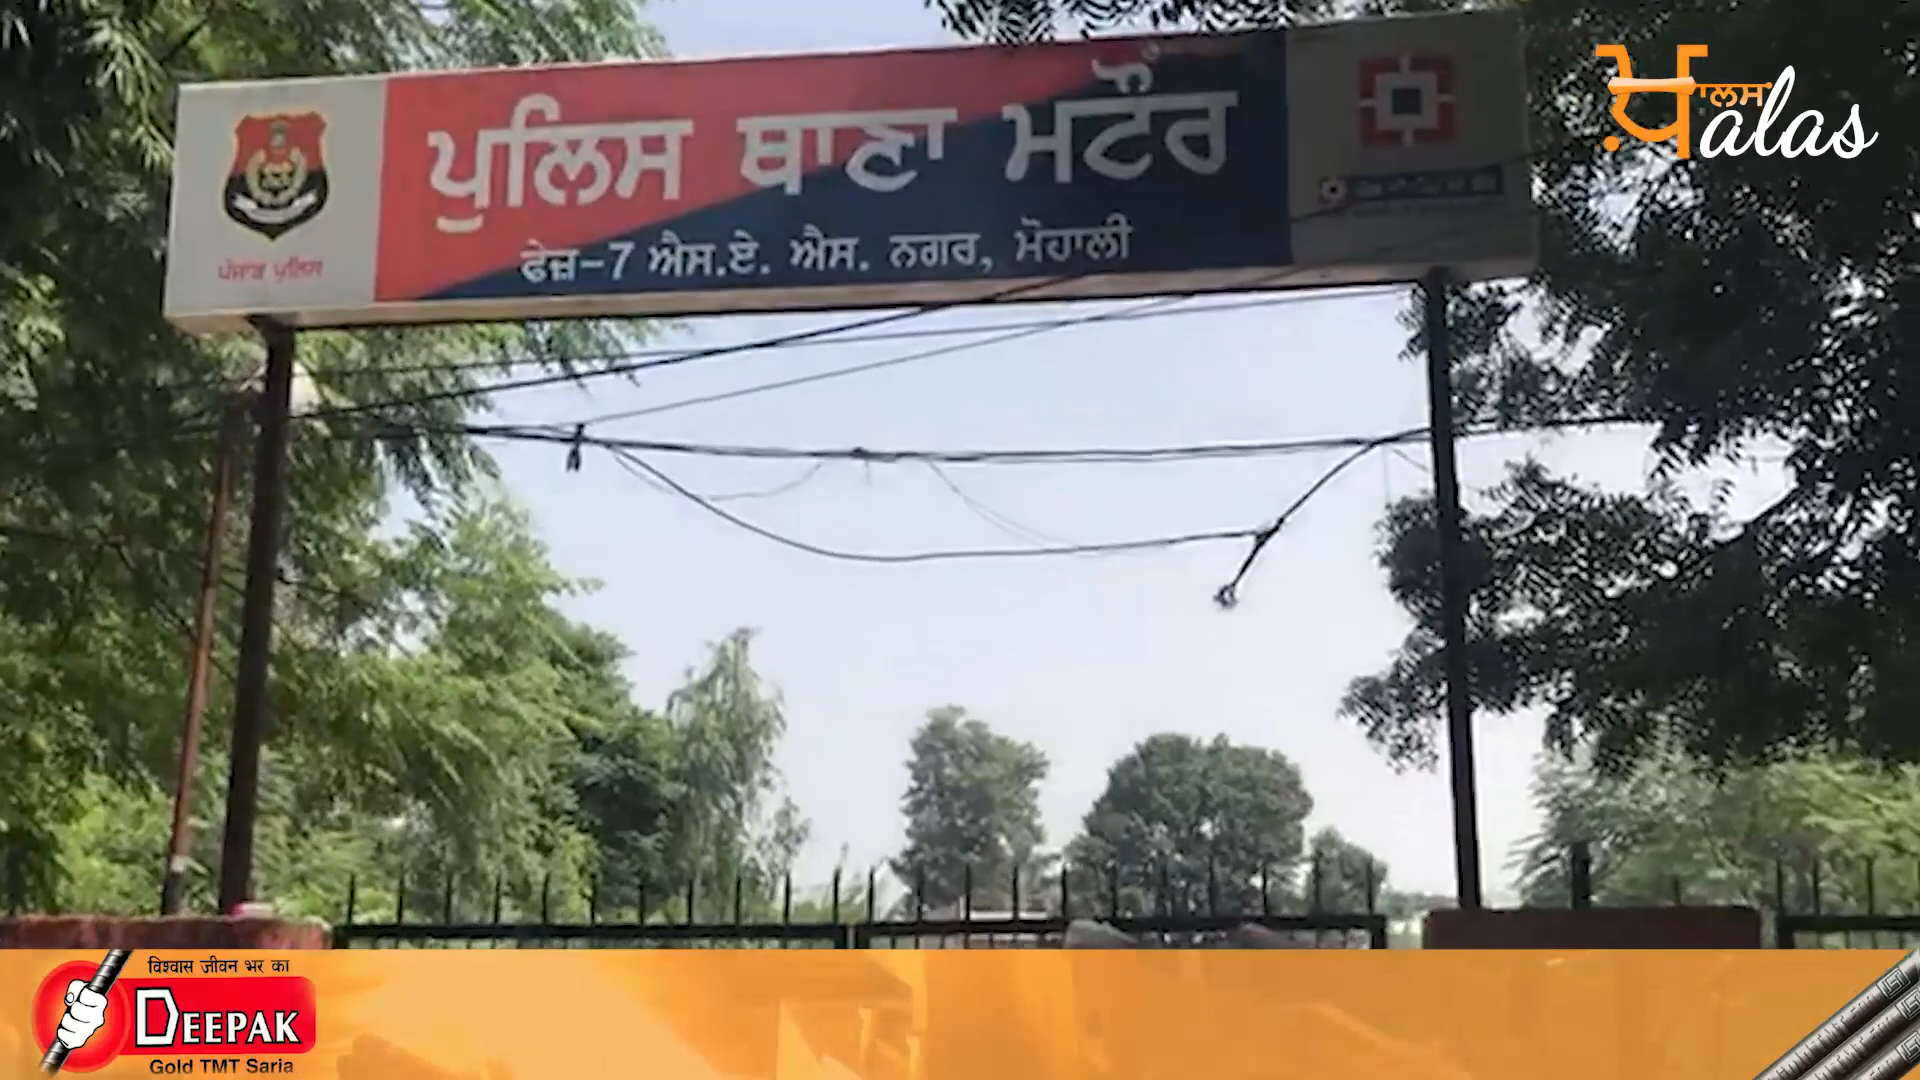 ਪੁਲਿਸ ਥਾਣਾ ਮਟੌਰ
ਫੇਜ਼-7 ਐਸ.ਏ. ਐਸ. ਨਗਰ, ਮੋਹਾਲੀ
ਪੰਜਾਬ ਪੁਲਿਸ
ਖ਼ਾਲਸ
alas
विश्वास जीवन भर का
DEEPAK
Gold TMT Saria